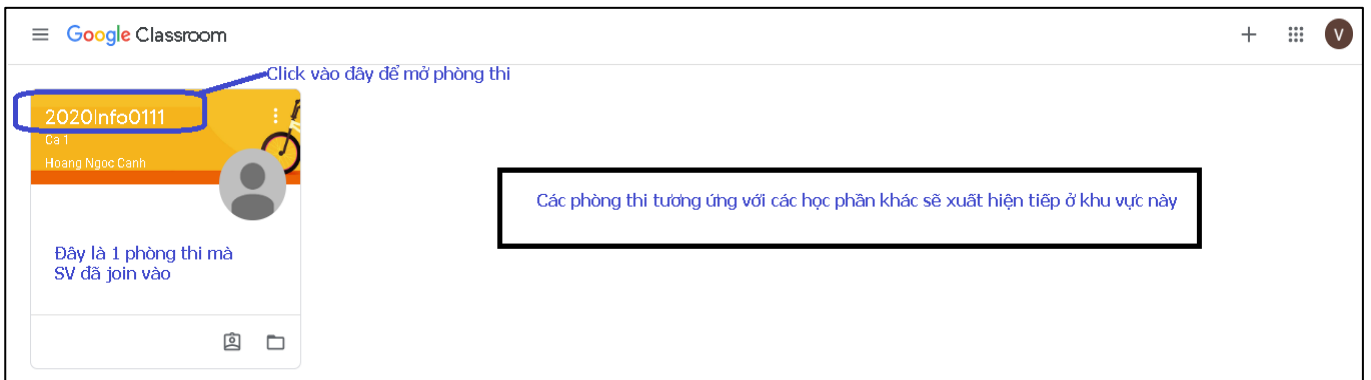 Google Classroom
V
Click vào đây để mở phòng thi
2020Info0111
Ca 1
Hoang Ngoc Canh
Các phòng thi tương ứng với các học phần khác sẽ xuất hiện tiếp ở khu vực này
Đây là 1 phòng thi mà
SV đã join vào